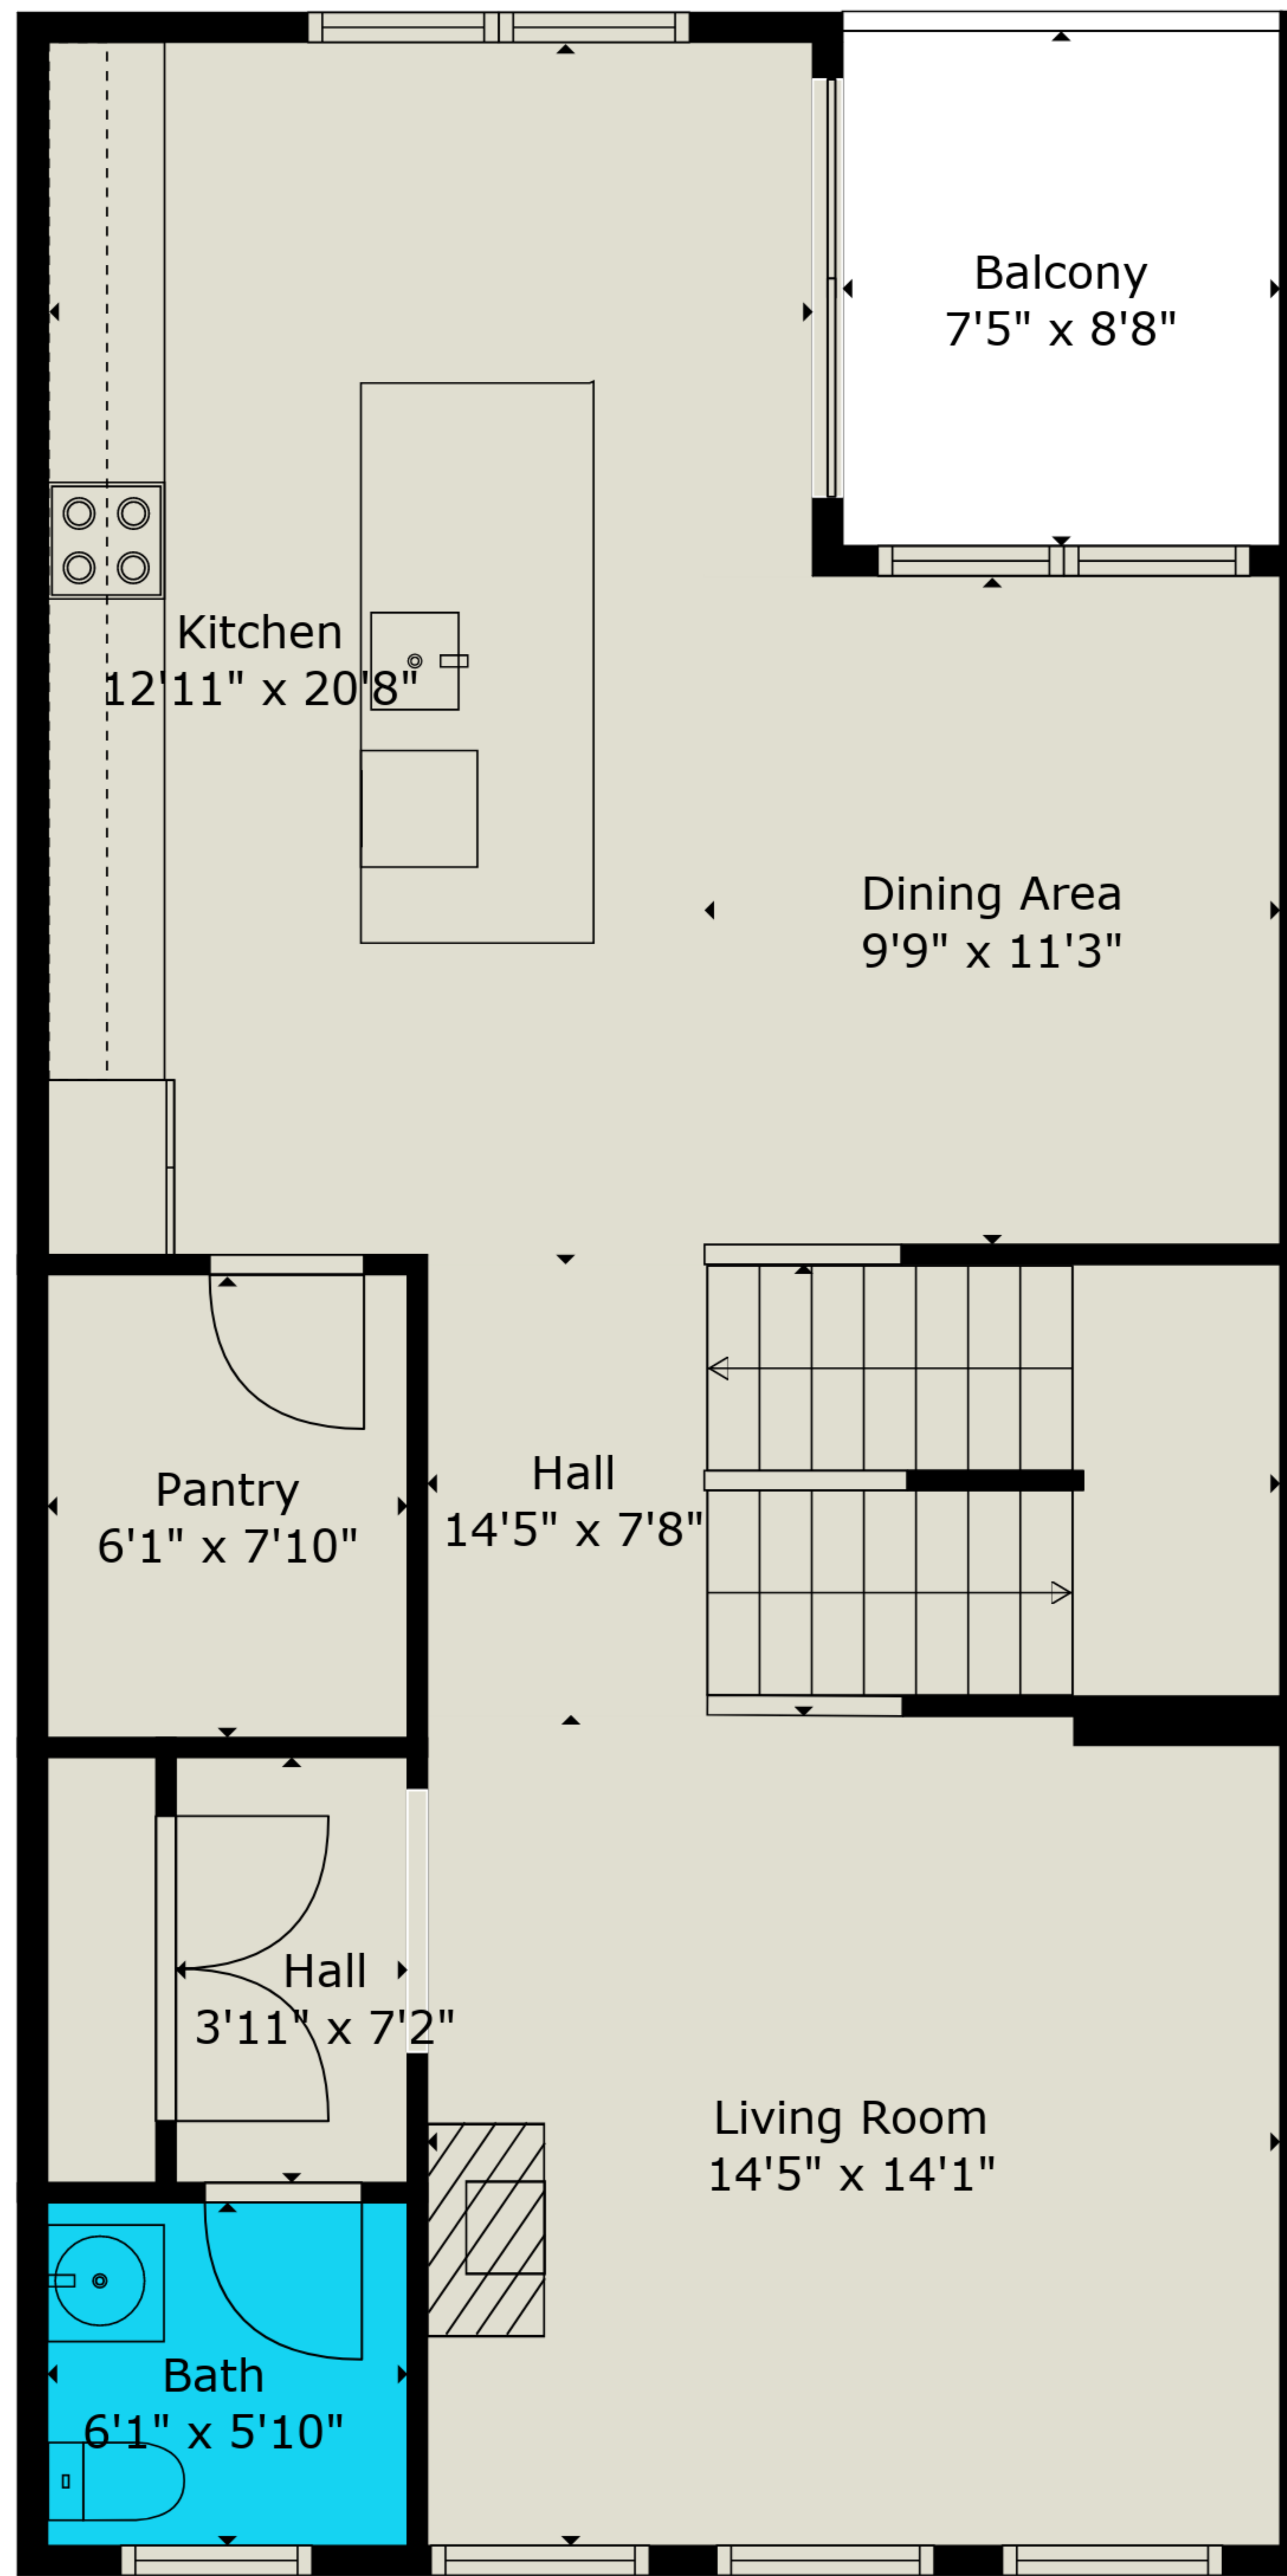 Balcony
7'5" x 8'8"
Kitchen
12'11" x 20'8"
Dining Area
9'9" x 11'3"
Hall
14'5" x 7'8"
Pantry
6'1" x 7'10"
Hall
3'11" x 7'2"
Living Room
14'5" x 14'1"
Bath
6'1" x 5'10"